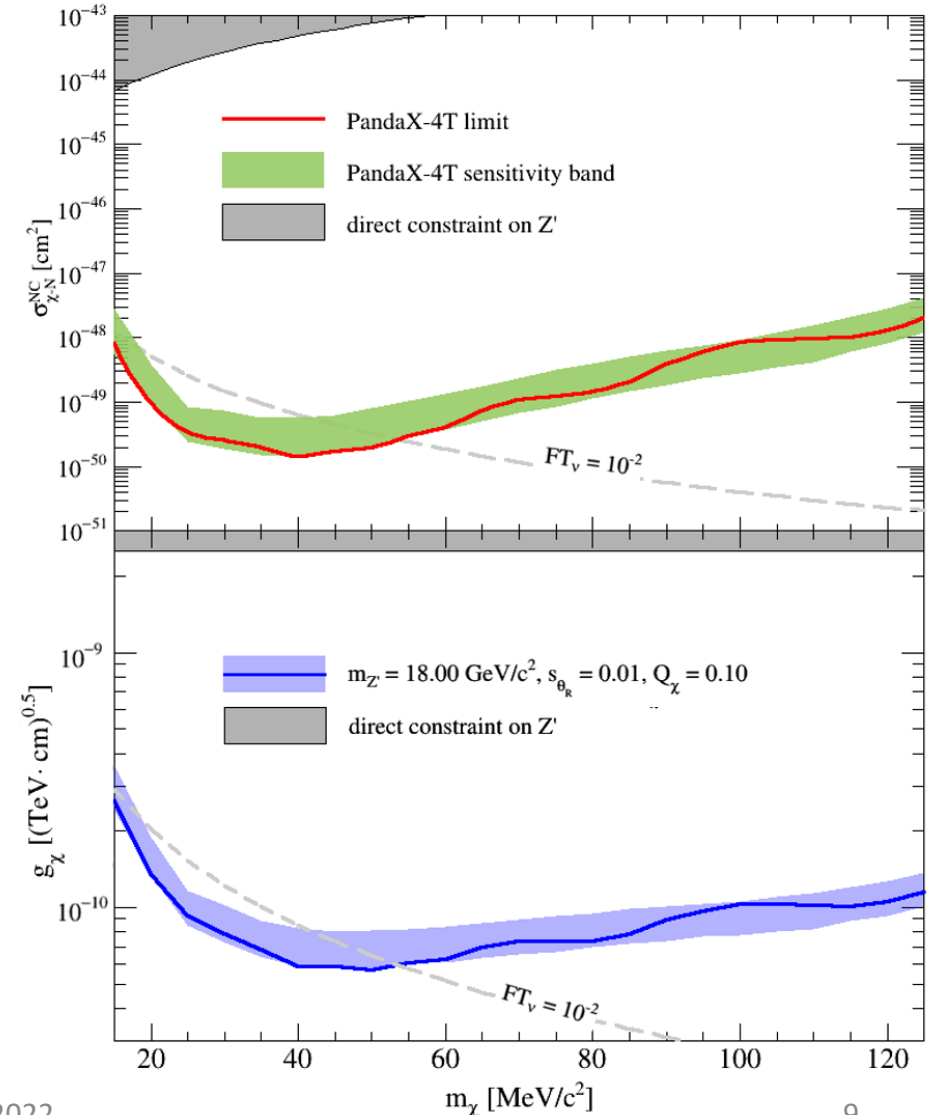 10⁻⁴³
10⁻⁴⁴
10⁻⁴⁵
10⁻⁴⁶
10⁻⁴⁷
10⁻⁴⁸
10⁻⁴⁹
10⁻⁵⁰
10⁻⁵¹
σ^NC_χ-N [cm²]
PandaX-4T limit
PandaX-4T sensitivity band
direct constraint on Z'
FT_ν = 10⁻²
10⁻⁹
10⁻¹⁰
g_χ [(TeV· cm)^0.5]
m_Z' = 18.00 GeV/c², s_θ_R = 0.01, Q_χ = 0.10
direct constraint on Z'
FT_ν = 10⁻²
20 40 60 80 100 120
m_χ [MeV/c²]
2022
9